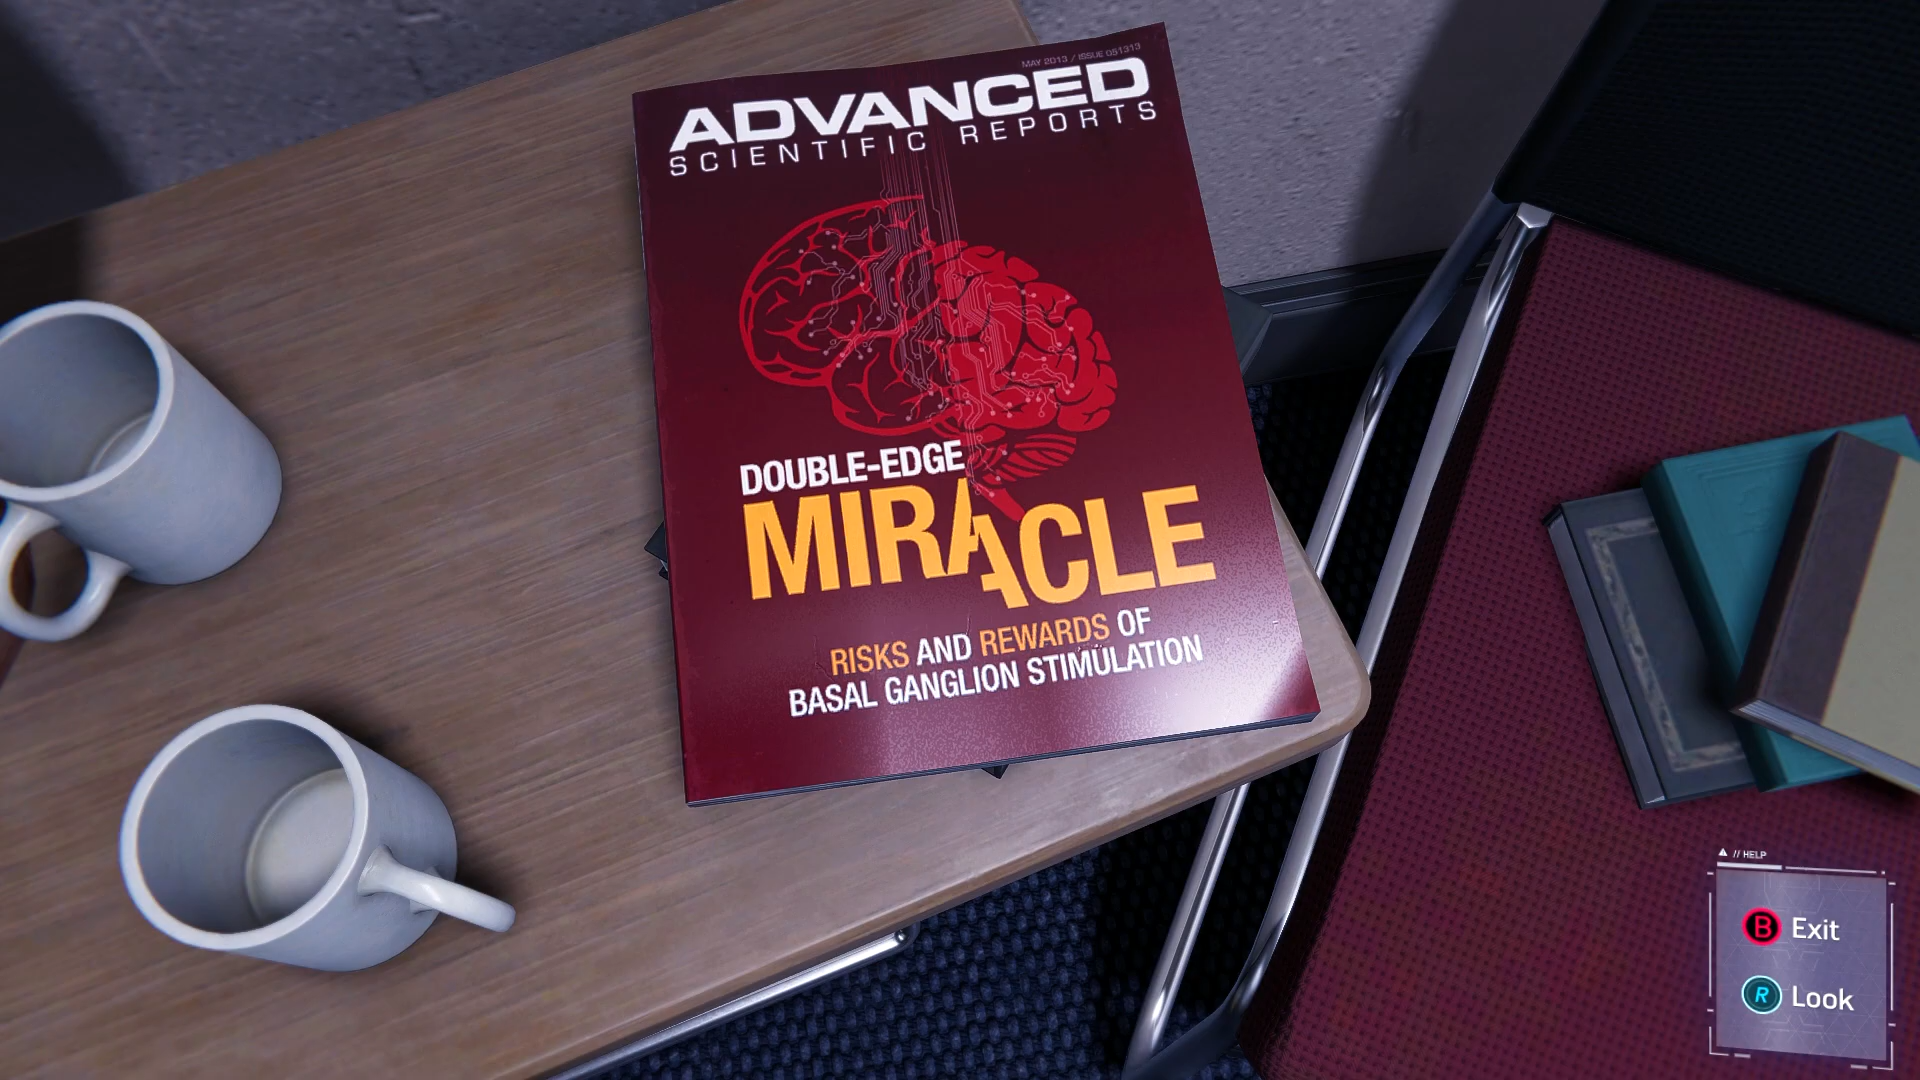 MAY 2013 / ISSUE 051313
ADVANCED
SCIENTIFIC REPORTS
DOUBLE-EDGE
MIRACLE
RISKS AND REWARDS OF
BASAL GANGLION STIMULATION
// HELP
B Exit
R Look